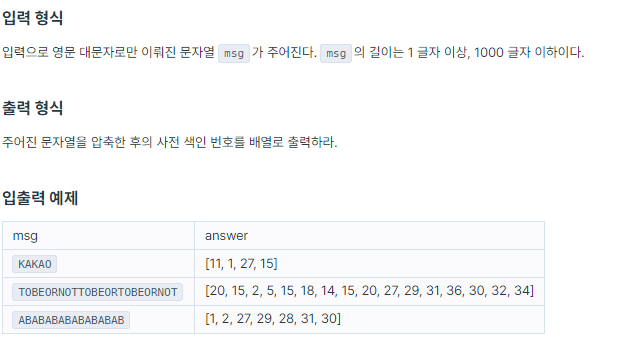 입력 형식
입력으로 영문 대문자로만 이뤄진 문자열 msg 가 주어진다. msg 의 길이는 1 글자 이상, 1000 글자 이하이다.
출력 형식
주어진 문자열을 압축한 후의 사전 색인 번호를 배열로 출력하라.
입출력 예제
msg answer
KAKAO [11, 1, 27, 15]
TOBEORNOTTOBEORTOBEORNOT [20, 15, 2, 5, 15, 18, 14, 15, 20, 27, 29, 31, 36, 30, 32, 34]
ABABABABABABABAB [1, 2, 27, 29, 28, 31, 30]